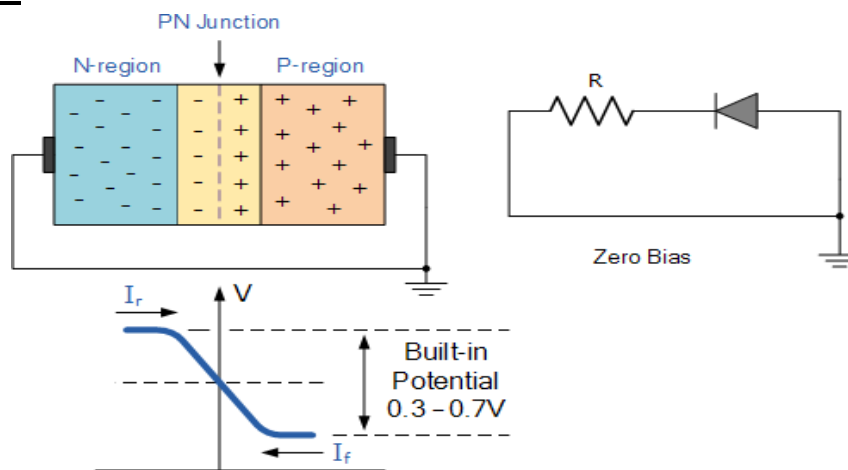 PN Junction
N-region
P-region
R
Zero Bias
Ir
V
Built-in
Potential
0.3 – 0.7V
If